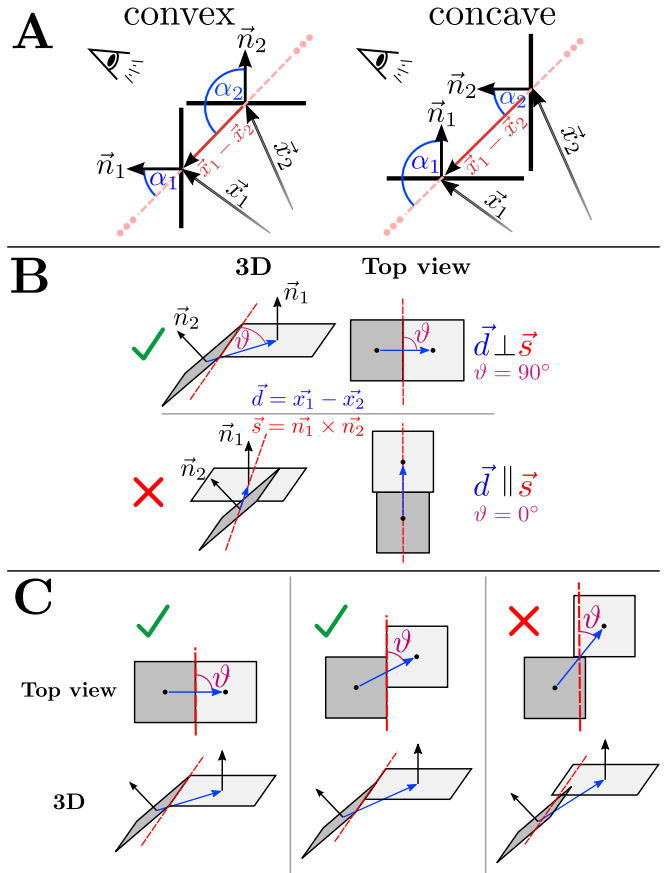 A convex concave
n⃗₂ n⃗₂
α₂ α₂
n⃗₁
x⃗₁ − x⃗₂ x⃗₁ − x⃗₂
x⃗₂ x⃗₂
n⃗₁ α₁ α₁
x⃗₁ x⃗₁
B 3D Top view
n⃗₁
n⃗₂ ϑ ϑ d⃗⊥s⃗
ϑ = 90°
d⃗ = x⃗₁ − x⃗₂
s⃗ = n⃗₁ × n⃗₂
n⃗₁
n⃗₂ d⃗ ∥ s⃗
ϑ = 0°
C
ϑ ϑ ϑ
Top view
3D